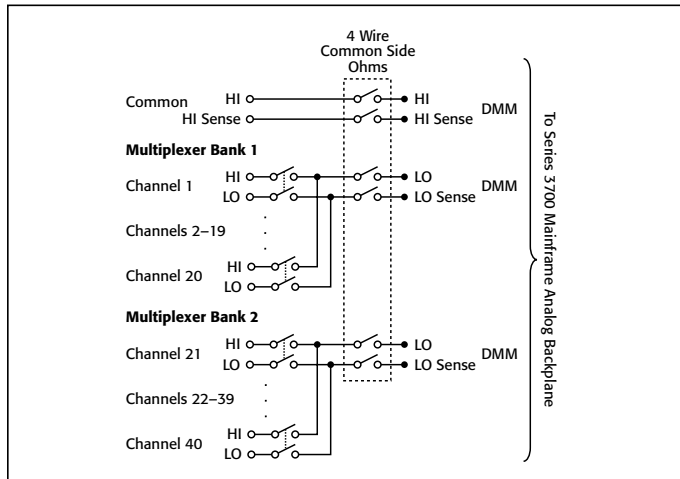 4 Wire
Common Side
Ohms
Common HI HI DMM
HI Sense HI Sense
Multiplexer Bank 1
Channel 1 HI LO DMM
LO LO Sense
Channels 2–19
Channel 20 HI
LO
Multiplexer Bank 2
Channel 21 HI LO DMM
LO LO Sense
Channels 22–39
Channel 40 HI
LO
To Series 3700 Mainframe Analog Backplane